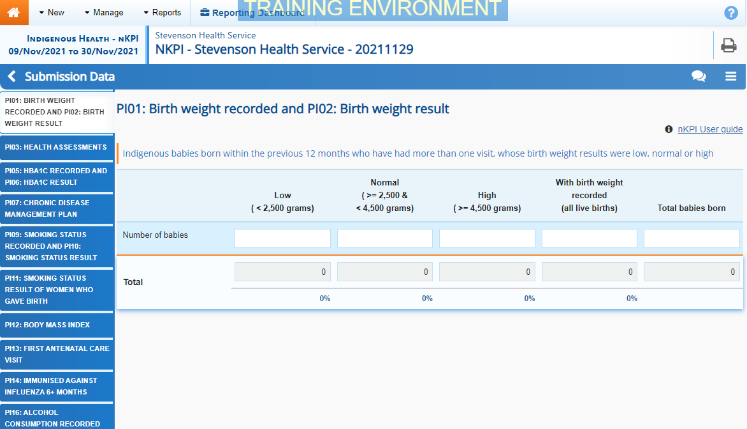 TRAINING ENVIRONMENT
New Manage Reports Reporting Dashboard
INDIGENOUS HEALTH - NKPI
09/NOV/2021 TO 30/NOV/2021
Stevenson Health Service
NKPI - Stevenson Health Service - 20211129
Submission Data
PI01: BIRTH WEIGHT
RECORDED AND PI02: BIRTH
WEIGHT RESULT
PI03: HEALTH ASSESSMENTS
PI05: HBA1C RECORDED AND
PI06: HBA1C RESULT
PI07: CHRONIC DISEASE
MANAGEMENT PLAN
PI09: SMOKING STATUS
RECORDED AND PI10:
SMOKING STATUS RESULT
PI11: SMOKING STATUS
RESULT OF WOMEN WHO
GAVE BIRTH
PI12: BODY MASS INDEX
PI13: FIRST ANTENATAL CARE
VISIT
PI14: IMMUNISED AGAINST
INFLUENZA 6+ MONTHS
PI16: ALCOHOL
CONSUMPTION RECORDED
PI01: Birth weight recorded and PI02: Birth weight result
nKPI User guide
Indigenous babies born within the previous 12 months who have had more than one visit, whose birth weight results were low, normal or high
Low
( < 2,500 grams)
Normal
( >= 2,500 &
< 4,500 grams)
High
( >= 4,500 grams)
With birth weight
recorded
(all live births)
Total babies born
Number of babies
Total
0 0 0 0 0
0% 0% 0% 0%